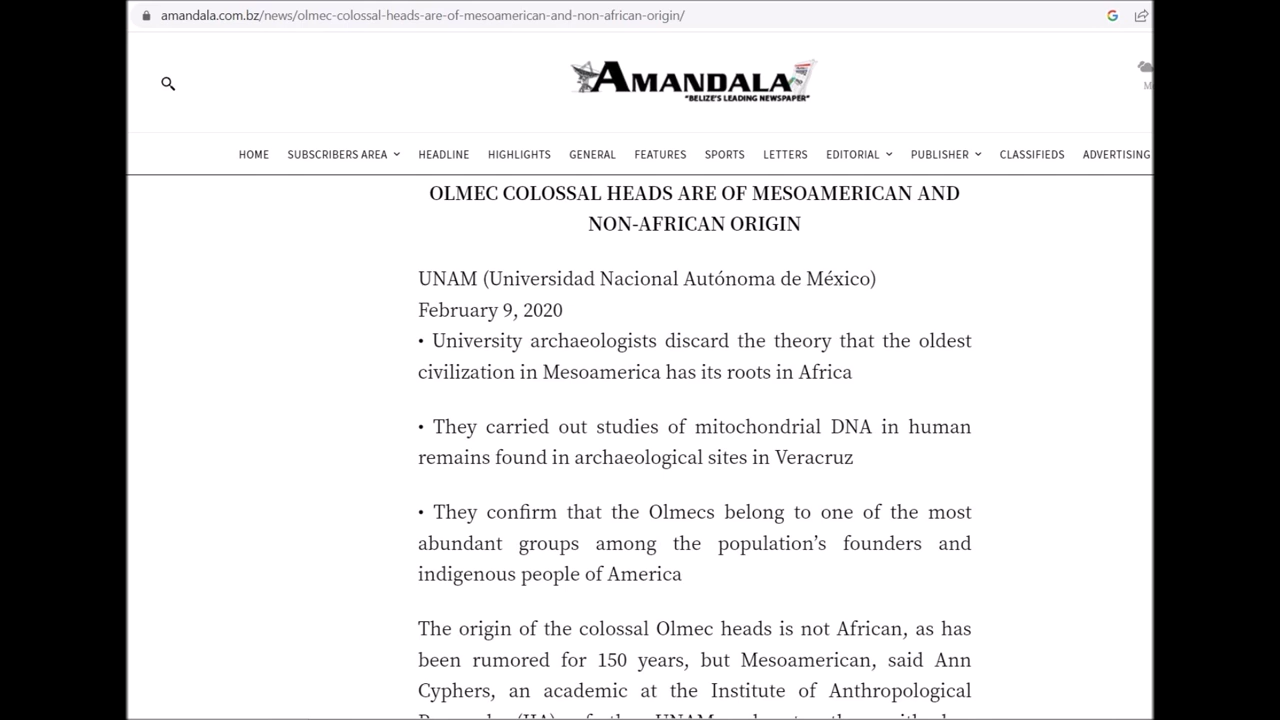 amandala.com.bz/news/olmec-colossal-heads-are-of-mesoamerican-and-non-african-origin/
AMANDALA
"BELIZE'S LEADING NEWSPAPER"
HOME SUBSCRIBERS AREA HEADLINE HIGHLIGHTS GENERAL FEATURES SPORTS LETTERS EDITORIAL PUBLISHER CLASSIFIEDS ADVERTISING
OLMEC COLOSSAL HEADS ARE OF MESOAMERICAN AND
NON-AFRICAN ORIGIN
UNAM (Universidad Nacional Autónoma de México)
February 9, 2020
• University archaeologists discard the theory that the oldest
civilization in Mesoamerica has its roots in Africa
• They carried out studies of mitochondrial DNA in human
remains found in archaeological sites in Veracruz
• They confirm that the Olmecs belong to one of the most
abundant groups among the population's founders and
indigenous people of America
The origin of the colossal Olmec heads is not African, as has
been rumored for 150 years, but Mesoamerican, said Ann
Cyphers, an academic at the Institute of Anthropological